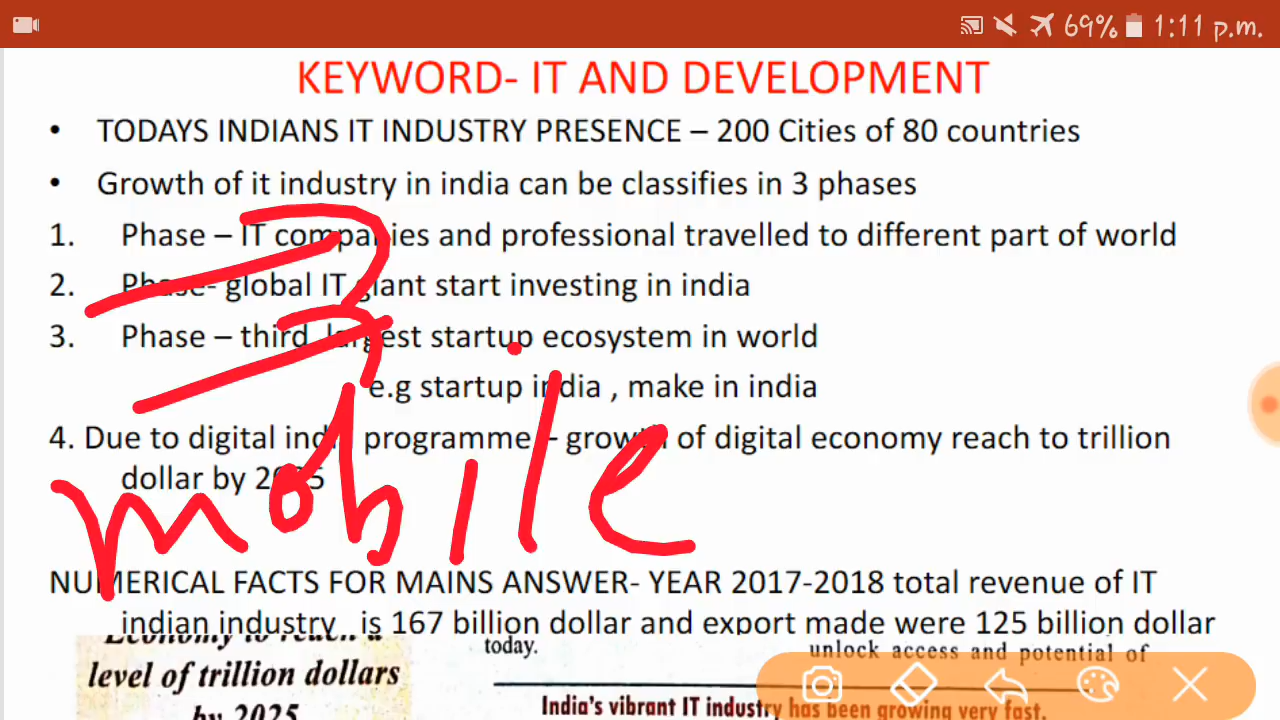 69% 1:11 p.m.
KEYWORD- IT AND DEVELOPMENT
• TODAYS INDIANS IT INDUSTRY PRESENCE – 200 Cities of 80 countries
• Growth of it industry in india can be classifies in 3 phases
1. Phase – IT companies and professional travelled to different part of world
2. Phase- global IT giant start investing in india
3. Phase – third largest startup ecosystem in world
e.g startup india , make in india
4. Due to digital india programme – growth of digital economy reach to trillion
dollar by 2025
mobile
NUMERICAL FACTS FOR MAINS ANSWER- YEAR 2017-2018 total revenue of IT
indian industry is 167 billion dollar and export made were 125 billion dollar
Economy to reach a
level of trillion dollars
by 2025
today.
unlock access and potential of
India's vibrant IT industry has been growing very fast.